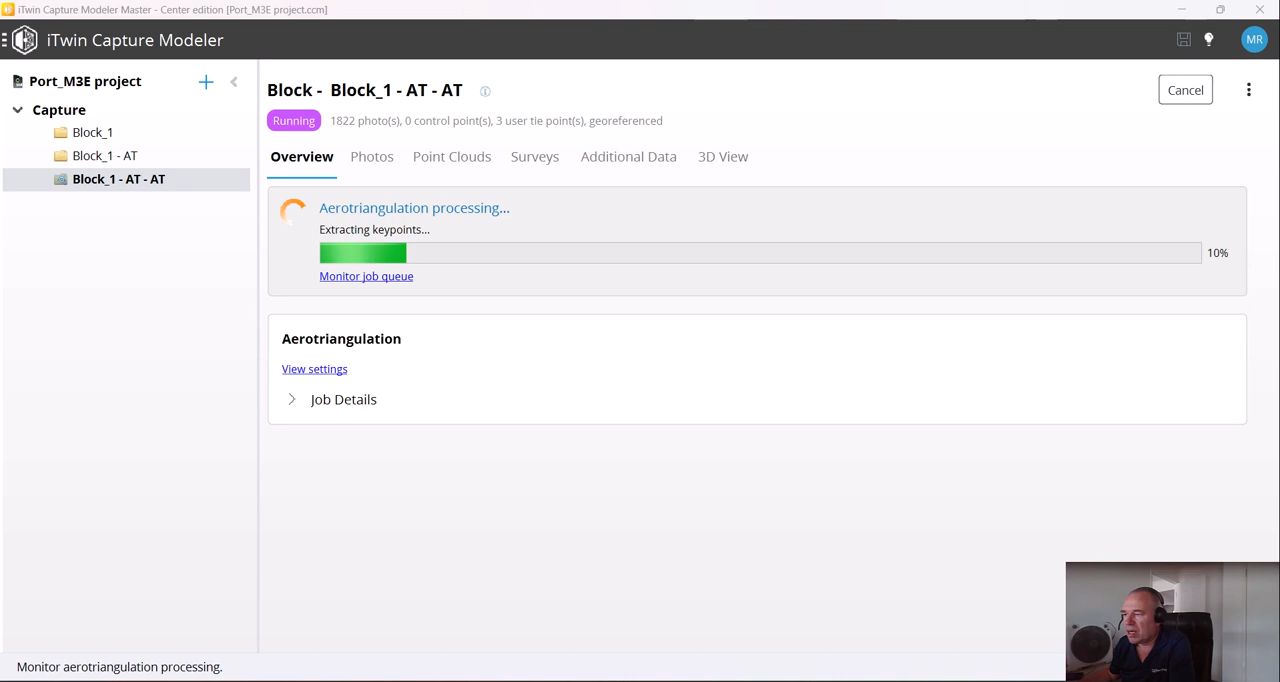 iTwin Capture Modeler Master - Center edition [Port_M3E project.ccm]
iTwin Capture Modeler
MR
Port_M3E project
Capture
Block_1
Block_1 - AT
Block_1 - AT - AT
Block - Block_1 - AT - AT
Cancel
Running 1822 photo(s), 0 control point(s), 3 user tie point(s), georeferenced
Overview Photos Point Clouds Surveys Additional Data 3D View
Aerotriangulation processing...
Extracting keypoints...
10%
Monitor job queue
Aerotriangulation
View settings
Job Details
Monitor aerotriangulation processing.